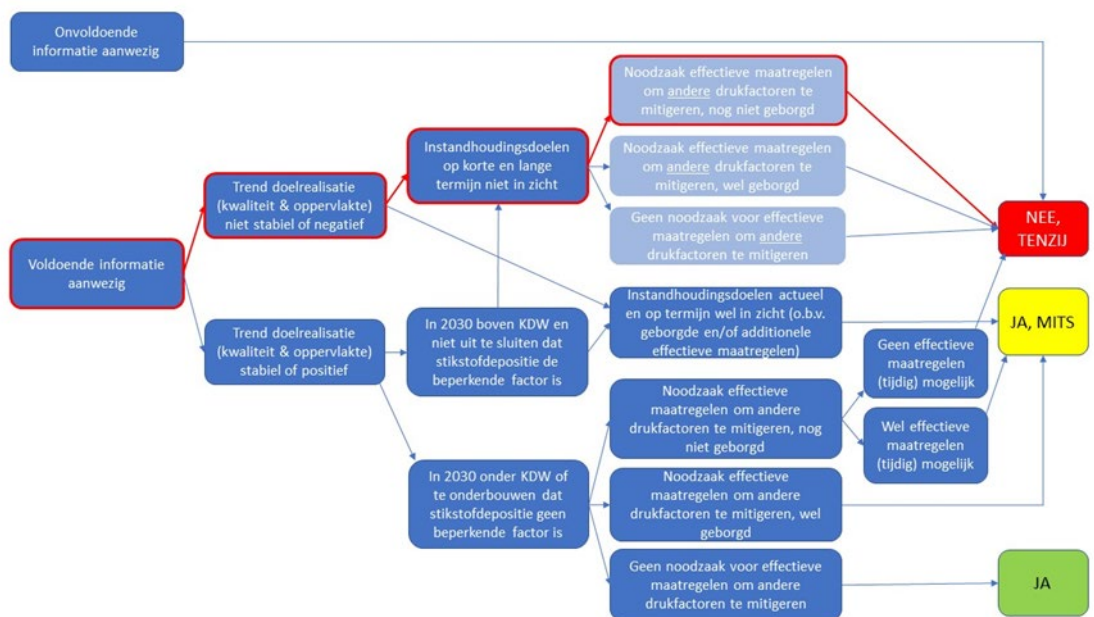 Onvoldoende
informatie aanwezig
Noodzaak effectieve maatregelen
om andere drukfactoren te
mitigeren, nog niet geborgd
Instandhoudingsdoelen
op korte en lange
termijn niet in zicht
Noodzaak effectieve maatregelen
om andere drukfactoren te
mitigeren, wel geborgd
Trend doelrealisatie
(kwaliteit & oppervlakte)
niet stabiel of negatief
Geen noodzaak voor effectieve
maatregelen om andere
drukfactoren te mitigeren
NEE,
TENZIJ
Voldoende informatie
aanwezig
Trend doelrealisatie
(kwaliteit & oppervlakte)
stabiel of positief
In 2030 boven KDW en
niet uit te sluiten dat
stikstofdepositie de
beperkende factor is
Instandhoudingsdoelen actueel
en op termijn wel in zicht (o.b.v.
geborgde en/of additionele
effectieve maatregelen)
JA, MITS
Geen effectieve
maatregelen
(tijdig) mogelijk
Noodzaak effectieve
maatregelen om andere
drukfactoren te mitigeren, nog
niet geborgd
Wel effectieve
maatregelen
(tijdig) mogelijk
In 2030 onder KDW of
te onderbouwen dat
stikstofdepositie geen
beperkende factor is
Noodzaak effectieve
maatregelen om andere
drukfactoren te mitigeren, wel
geborgd
Geen noodzaak voor effectieve
maatregelen om andere
drukfactoren te mitigeren
JA